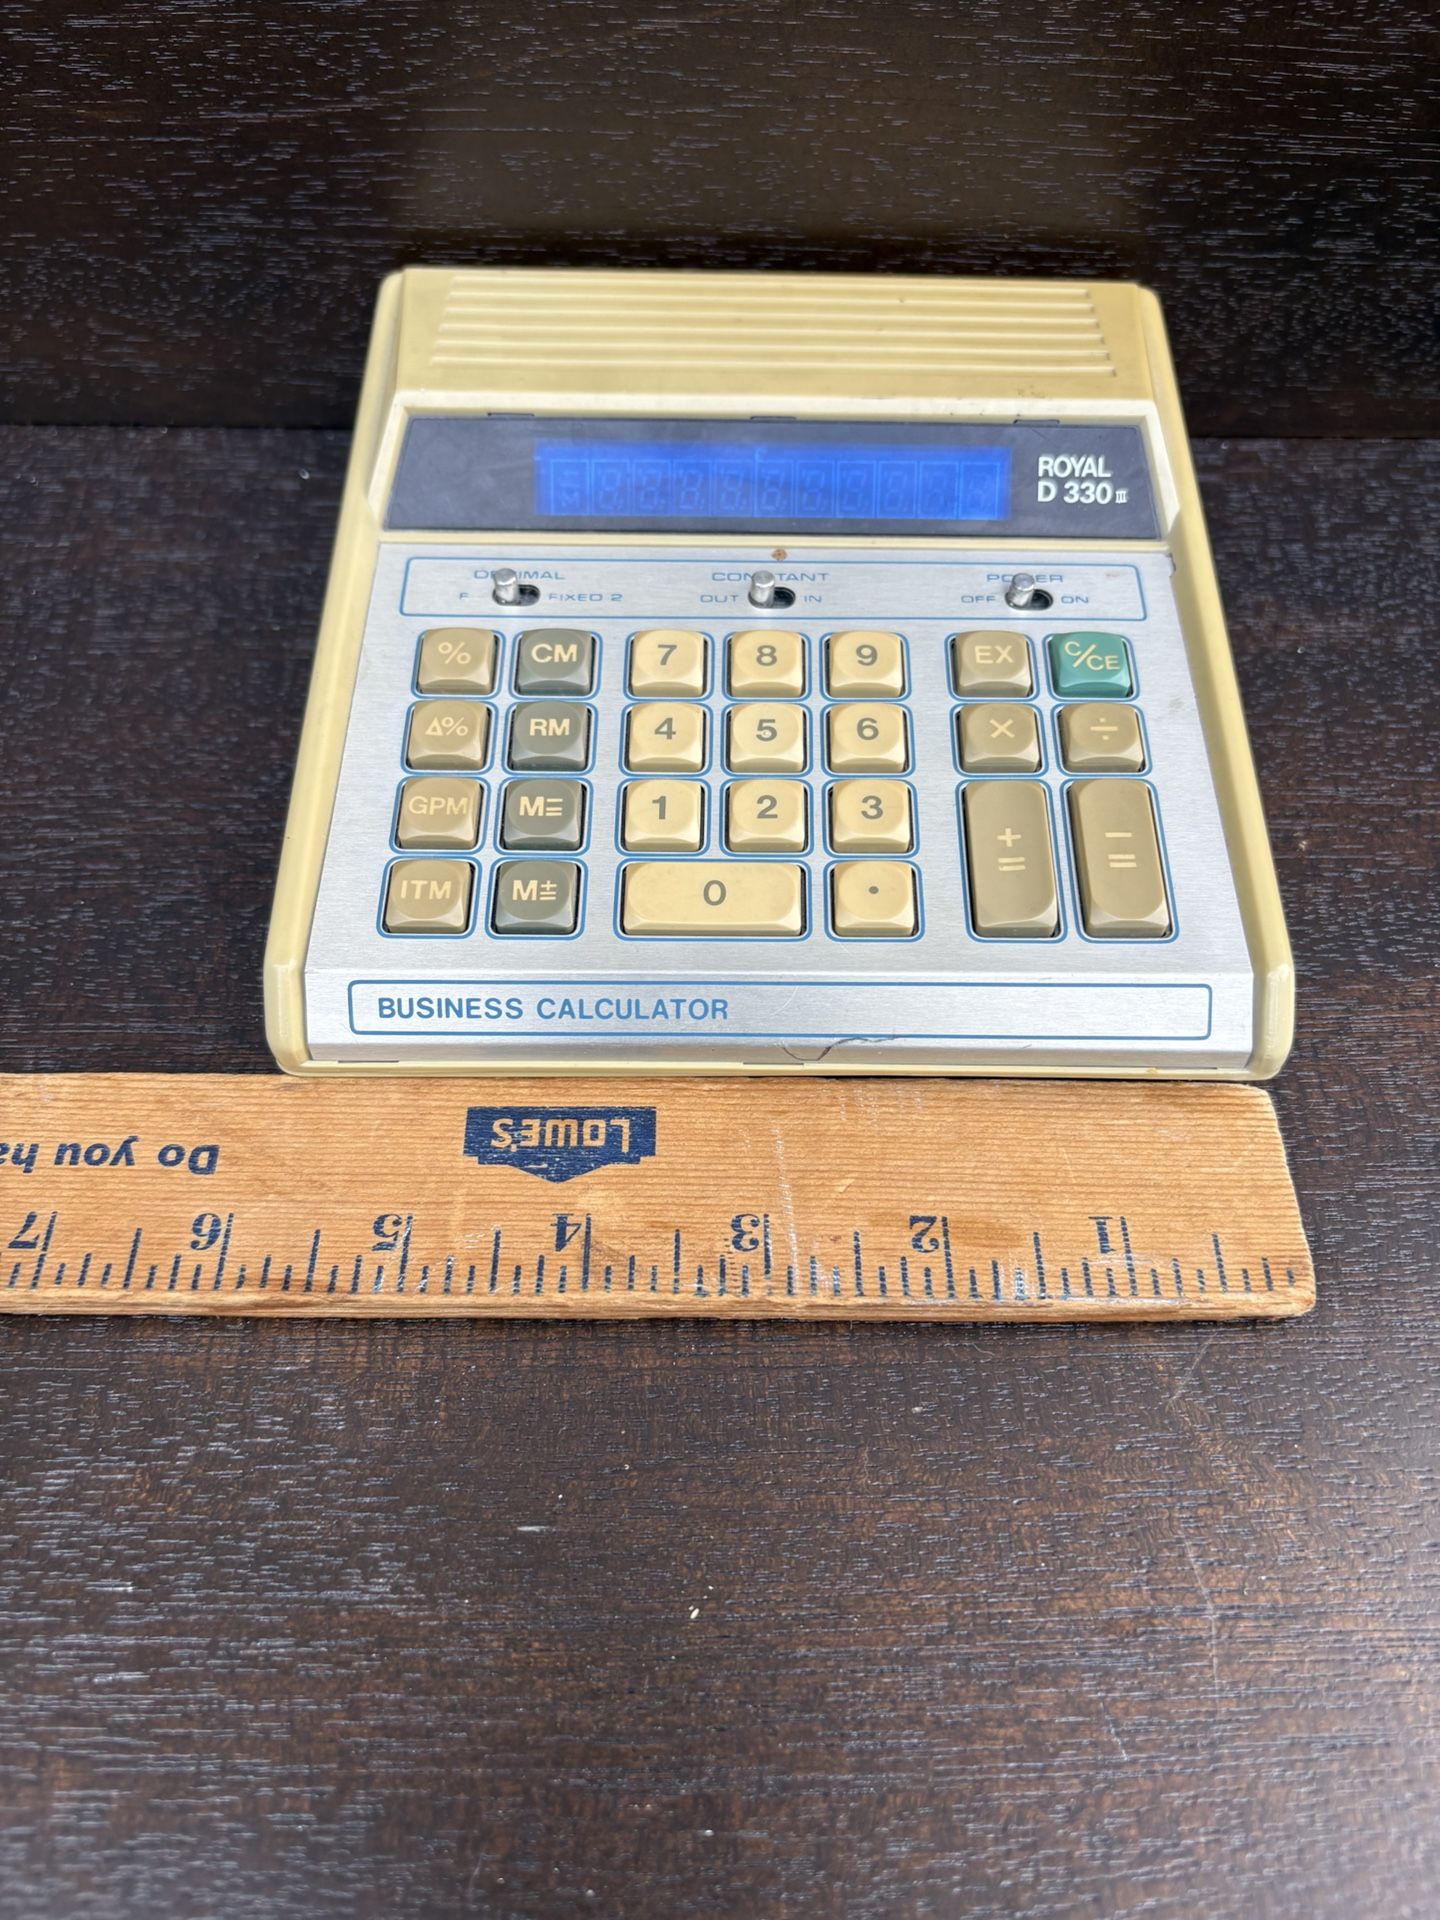 ROYAL
D 330 III
DECIMAL CONSTANT POWER
F FIXED 2 OUT IN OFF ON
% CM 7 8 9 EX C/CE
Δ% RM 4 5 6 × ÷
GPM M= 1 2 3 + = − =
ITM M± 0 .
BUSINESS CALCULATOR
Do you ha
LOWE'S
7 6 5 4 3 2 1